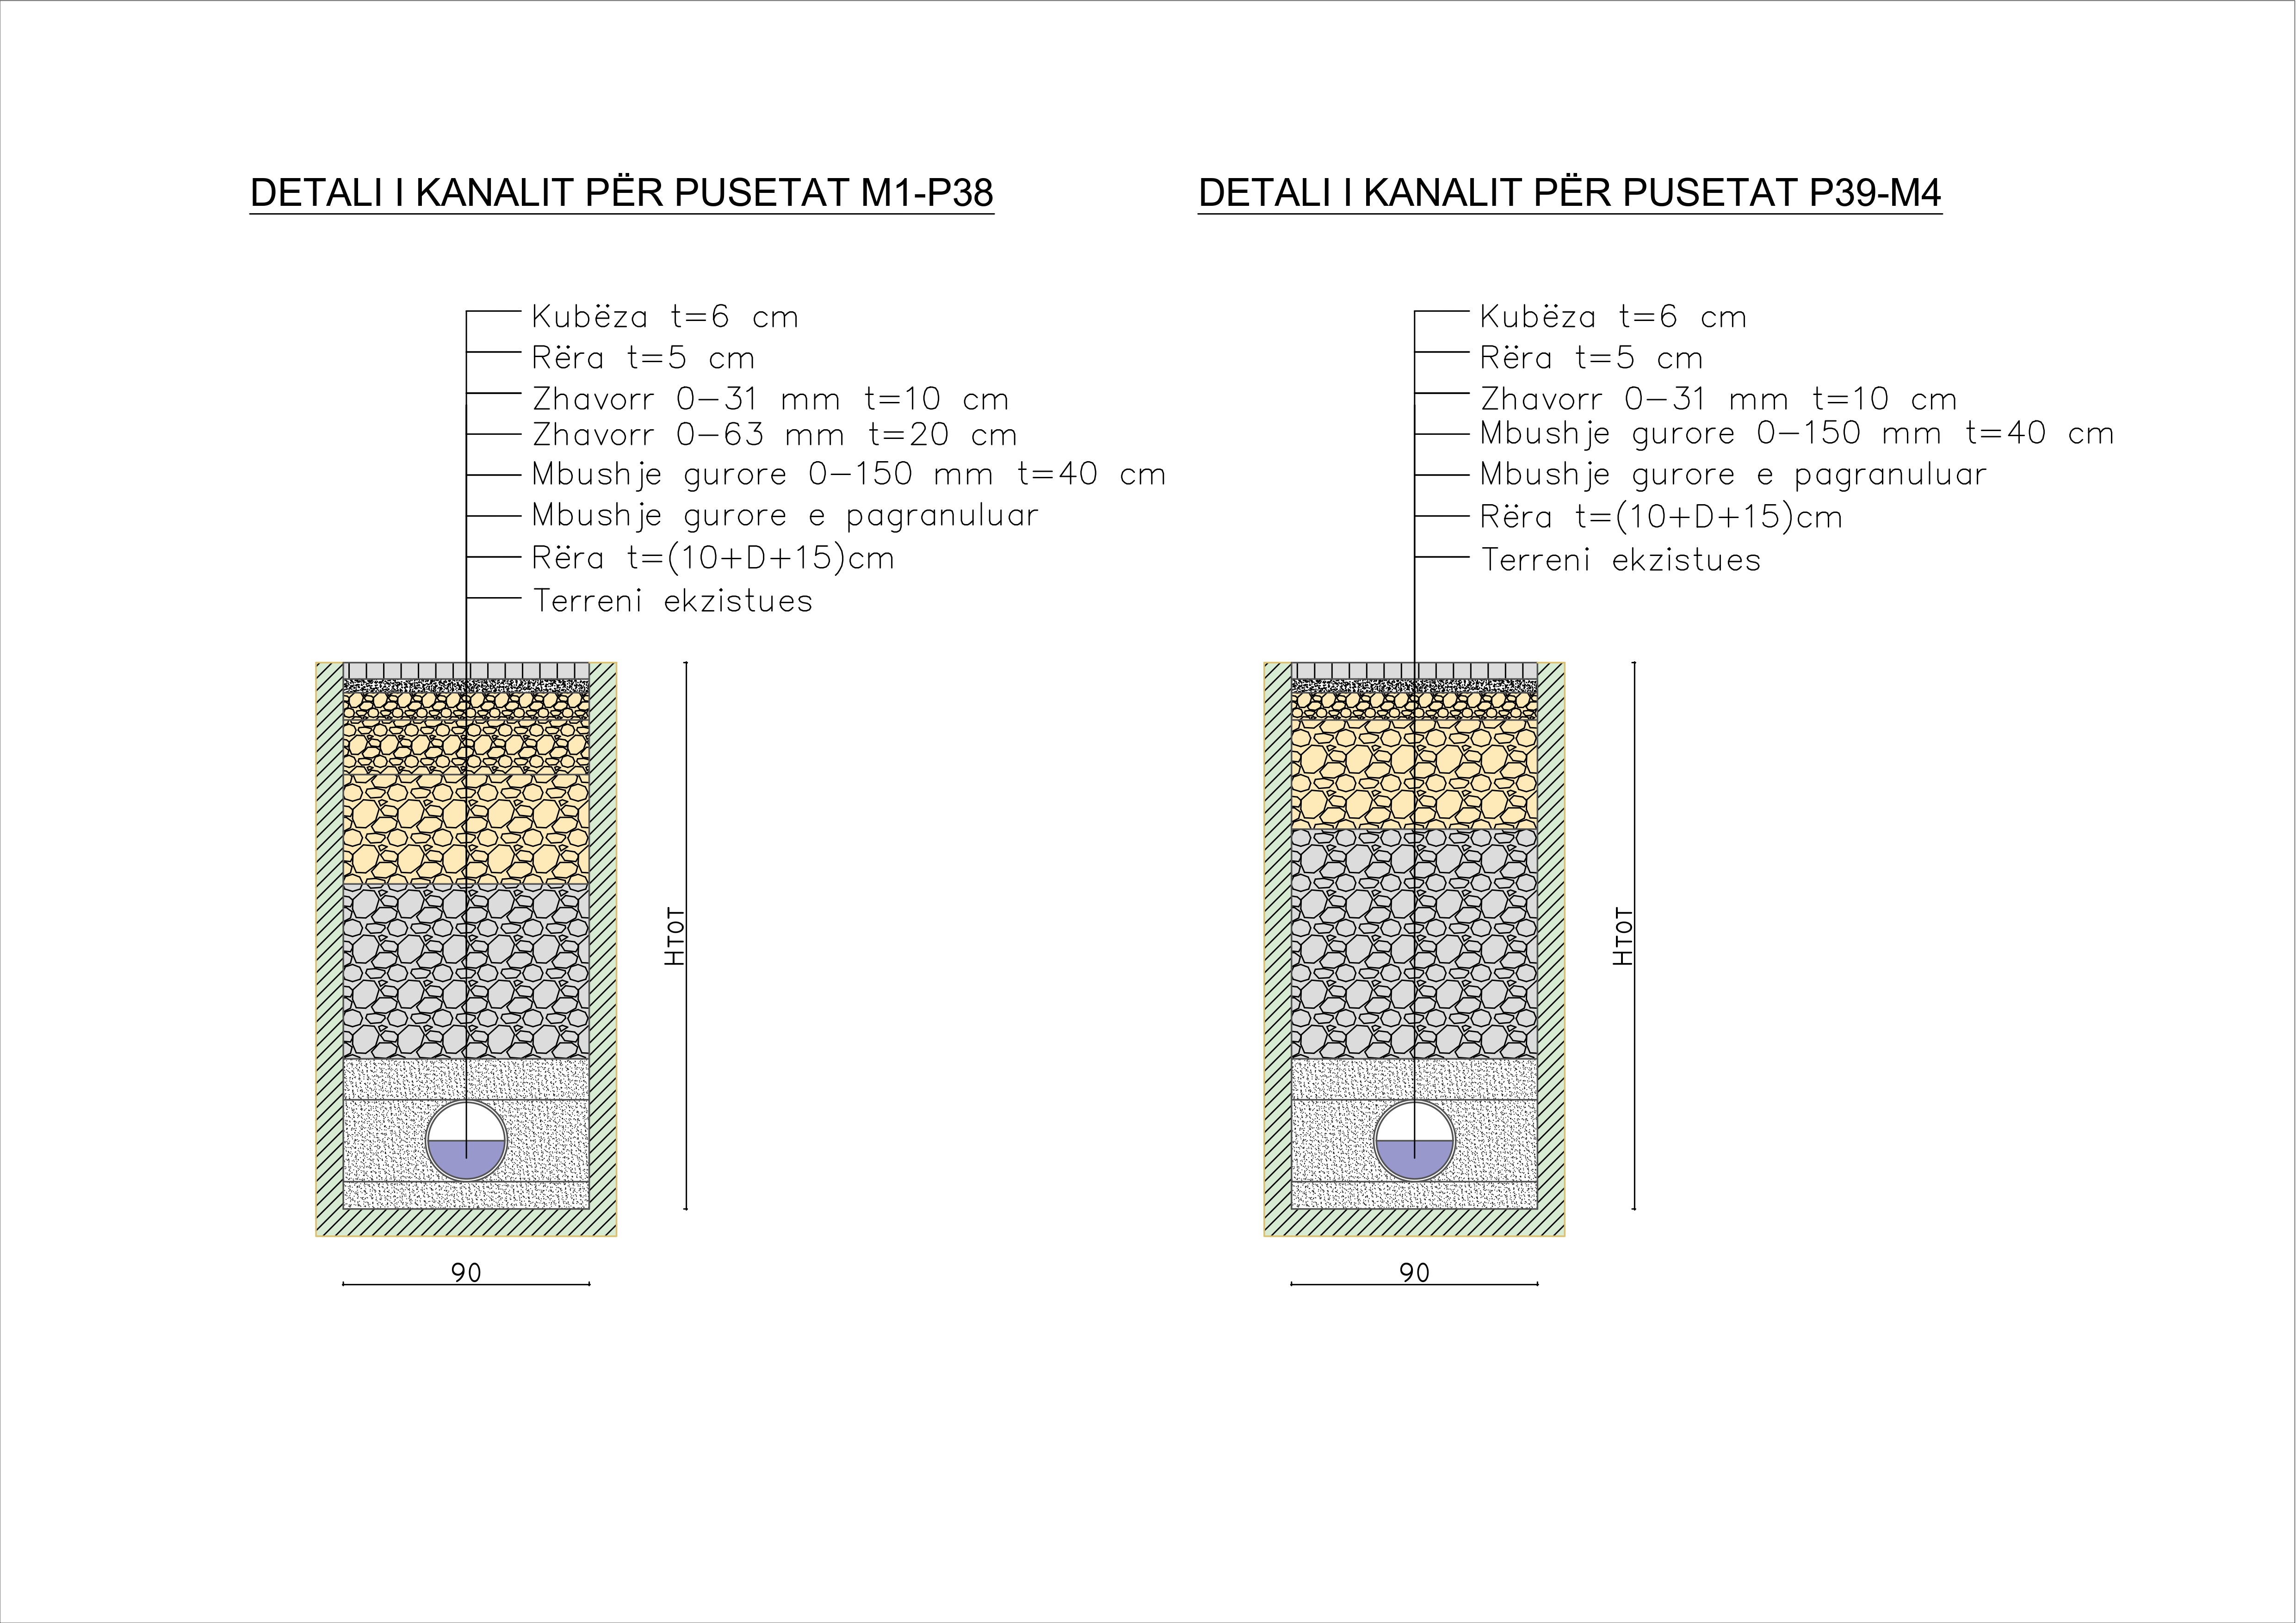 DETALI I KANALIT PËR PUSETAT M1-P38
Kubëza t=6 cm
Rëra t=5 cm
Zhavorr 0-31 mm t=10 cm
Zhavorr 0-63 mm t=20 cm
Mbushje gurore 0-150 mm t=40 cm
Mbushje gurore e pagranuluar
Rëra t=(10+D+15)cm
Terreni ekzistues
HTOT
90
DETALI I KANALIT PËR PUSETAT P39-M4
Kubëza t=6 cm
Rëra t=5 cm
Zhavorr 0-31 mm t=10 cm
Mbushje gurore 0-150 mm t=40 cm
Mbushje gurore e pagranuluar
Rëra t=(10+D+15)cm
Terreni ekzistues
HTOT
90